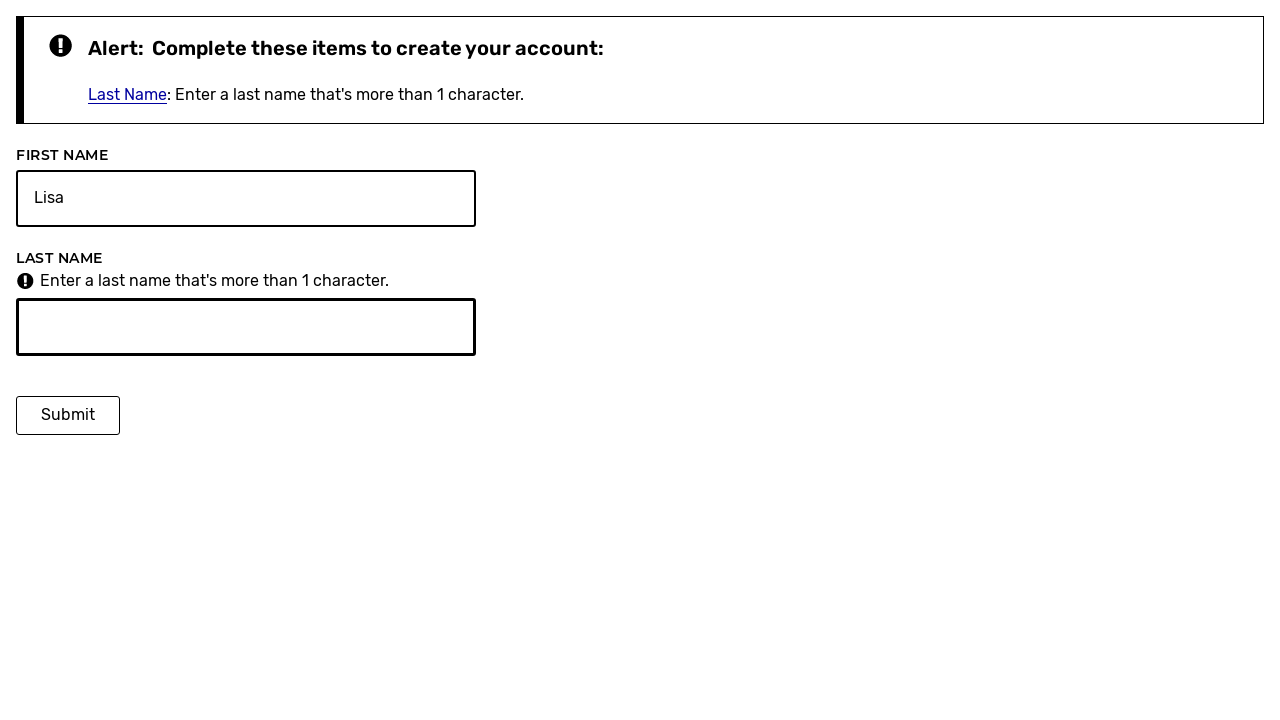 Alert: Complete these items to create your account:
Last Name: Enter a last name that's more than 1 character.
FIRST NAME
Lisa
LAST NAME
Enter a last name that's more than 1 character.
Submit